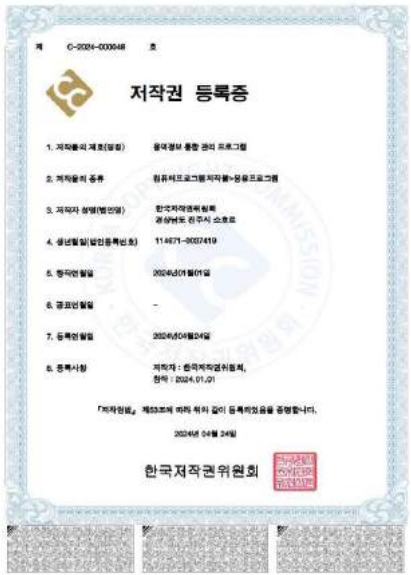 제 C-2024-000048 호
저작권 등록증
1. 저작물의 제호(명칭) 용역정보 통합 관리 프로그램
2. 저작물의 종류 컴퓨터프로그램저작물>응용프로그램
3. 저작자 성명(법인명) 한국저작권위원회
경상남도 진주시 소호로
4. 생년월일(법인등록번호) 114671-0037419
5. 창작연월일 2024년01월01일
6. 공표연월일 -
7. 등록연월일 2024년04월24일
8. 등록사항 저작자 : 한국저작권위원회,
창작 : 2024.01.01
「저작권법」 제53조에 따라 위와 같이 등록되었음을 증명합니다.
2024년 04월 24일
한국저작권위원회